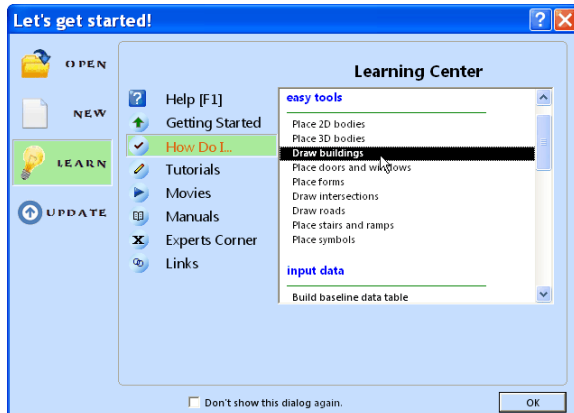 Let's get started!
OPEN
NEW
LEARN
UPDATE
Help [F1]
Getting Started
How Do I...
Tutorials
Movies
Manuals
Experts Corner
Links
Learning Center
easy tools
Place 2D bodies
Place 3D bodies
Draw buildings
Place doors and windows
Place forms
Draw intersections
Draw roads
Place stairs and ramps
Place symbols
input data
Build baseline data table
Don't show this dialog again.
OK